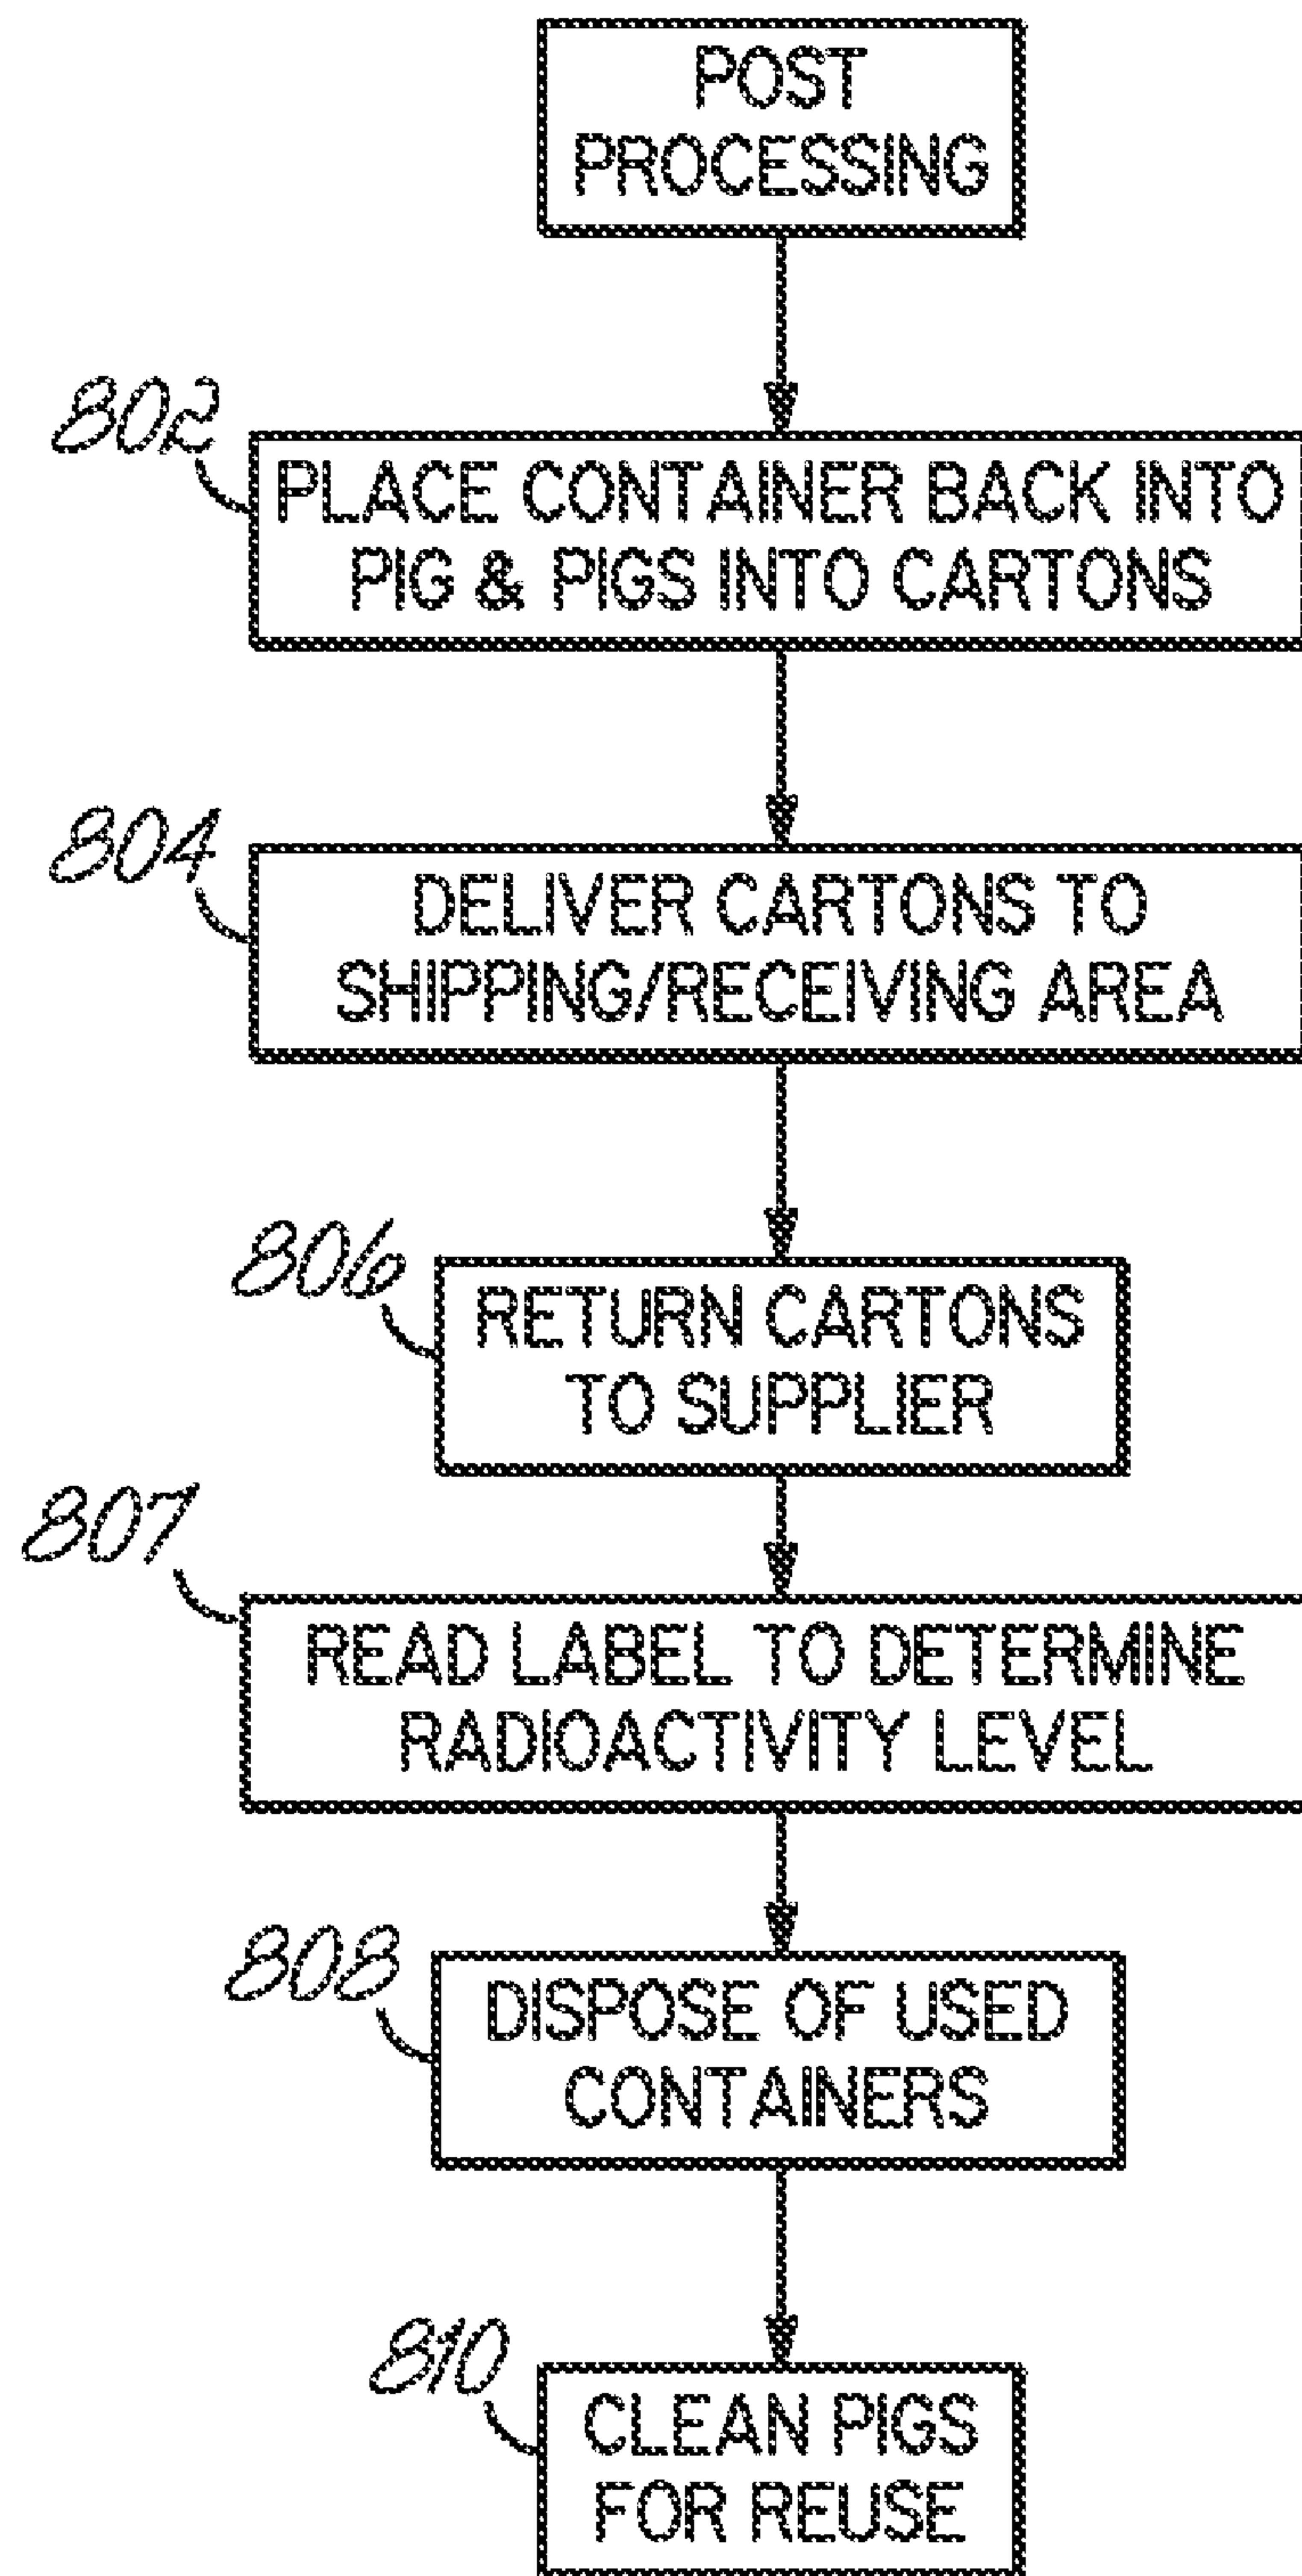 POST
PROCESSING
802
PLACE CONTAINER BACK INTO
PIG & PIGS INTO CARTONS
804
DELIVER CARTONS TO
SHIPPING/RECEIVING AREA
806
RETURN CARTONS
TO SUPPLIER
807
READ LABEL TO DETERMINE
RADIOACTIVITY LEVEL
808
DISPOSE OF USED
CONTAINERS
810
CLEAN PIGS
FOR REUSE